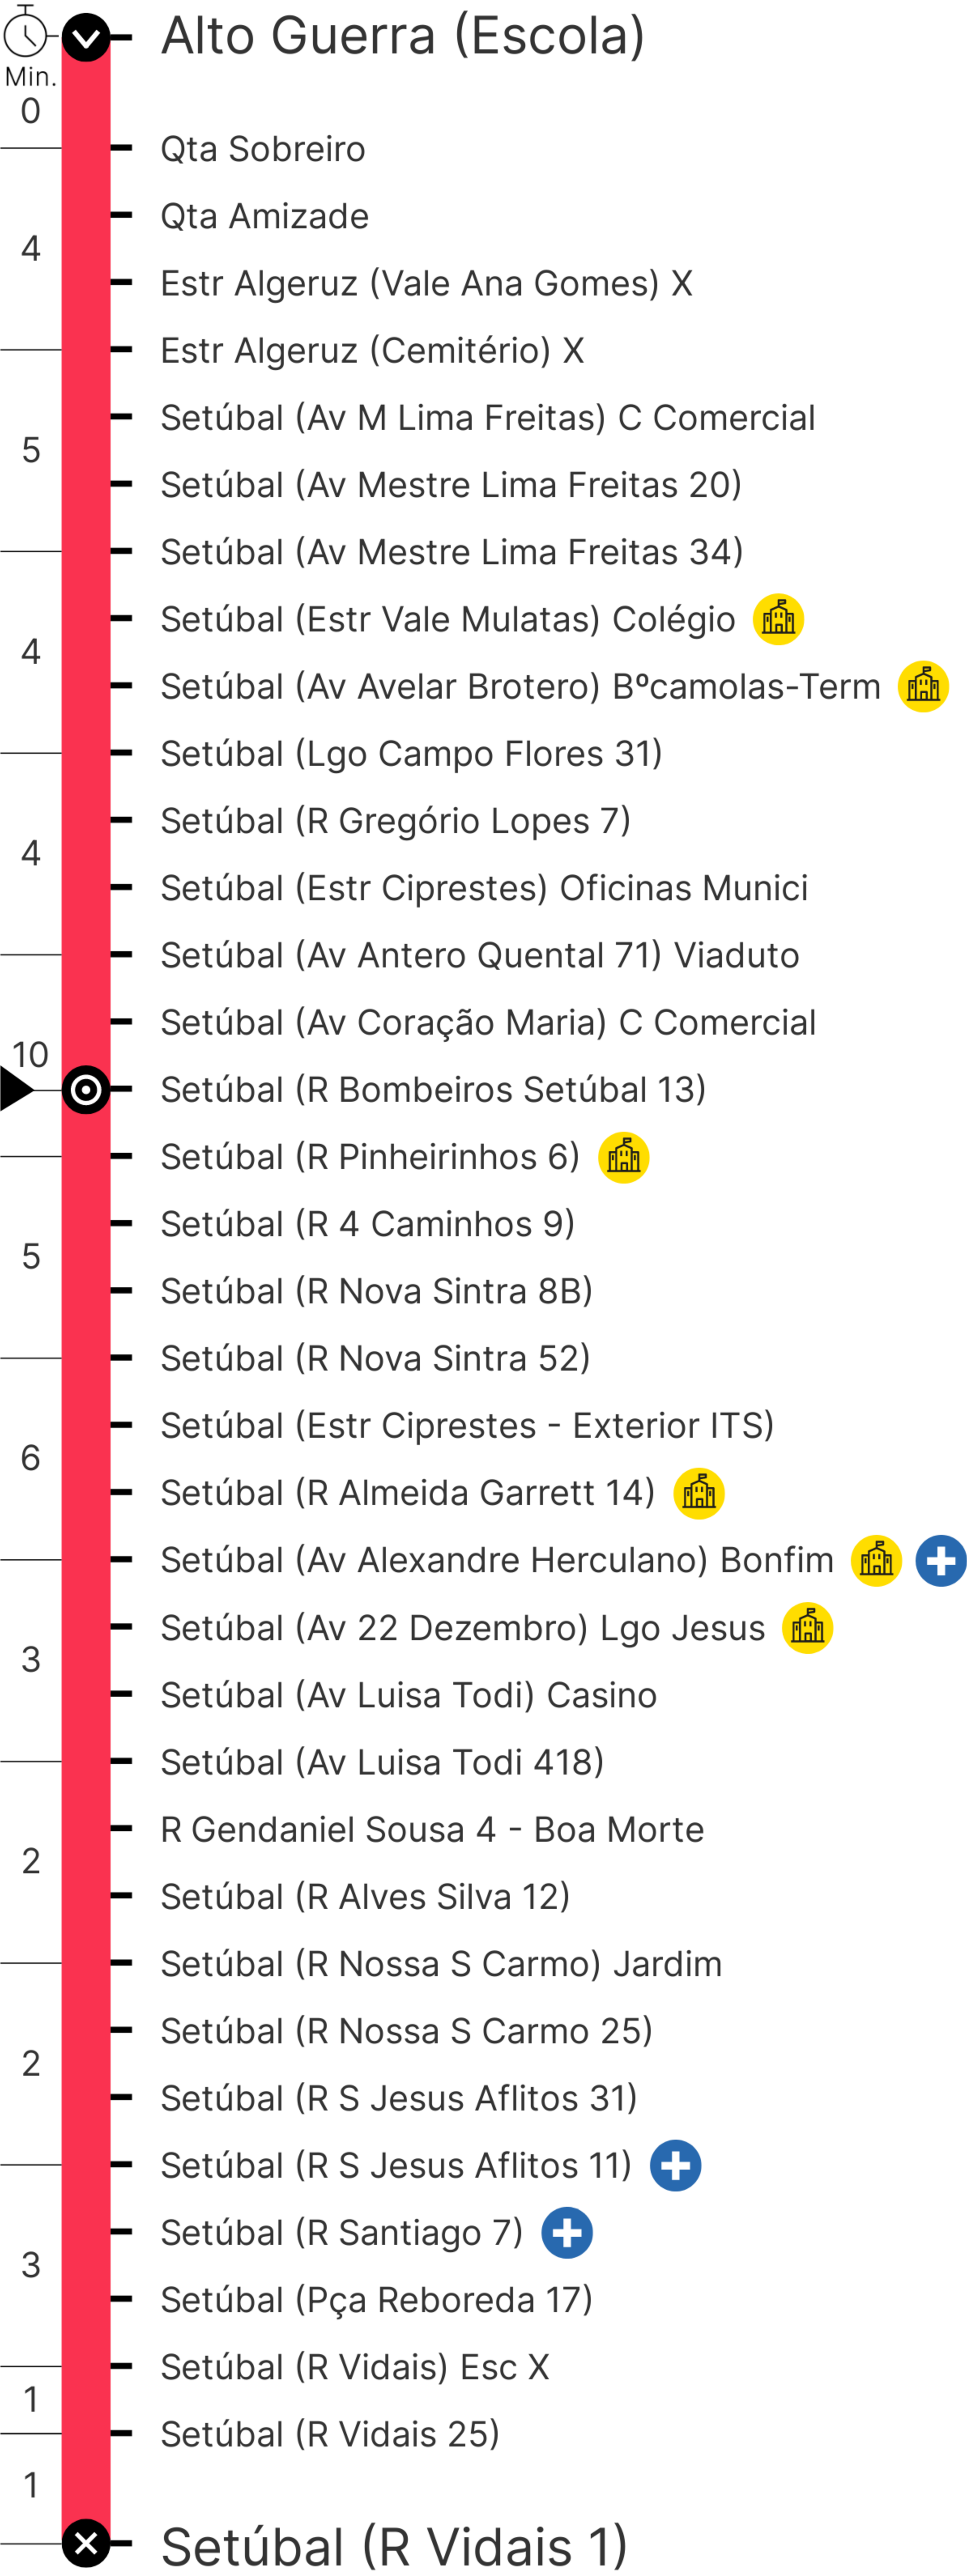 Alto Guerra (Escola)
Min.
0
Qta Sobreiro
Qta Amizade
4
Estr Algeruz (Vale Ana Gomes) X
Estr Algeruz (Cemitério) X
Setúbal (Av M Lima Freitas) C Comercial
5
Setúbal (Av Mestre Lima Freitas 20)
Setúbal (Av Mestre Lima Freitas 34)
Setúbal (Estr Vale Mulatas) Colégio
4
Setúbal (Av Avelar Brotero) Bºcamolas-Term
Setúbal (Lgo Campo Flores 31)
Setúbal (R Gregório Lopes 7)
4
Setúbal (Estr Ciprestes) Oficinas Munici
Setúbal (Av Antero Quental 71) Viaduto
Setúbal (Av Coração Maria) C Comercial
10
Setúbal (R Bombeiros Setúbal 13)
Setúbal (R Pinheirinhos 6)
Setúbal (R 4 Caminhos 9)
5
Setúbal (R Nova Sintra 8B)
Setúbal (R Nova Sintra 52)
Setúbal (Estr Ciprestes - Exterior ITS)
6
Setúbal (R Almeida Garrett 14)
Setúbal (Av Alexandre Herculano) Bonfim
Setúbal (Av 22 Dezembro) Lgo Jesus
3
Setúbal (Av Luisa Todi) Casino
Setúbal (Av Luisa Todi 418)
R Gendaniel Sousa 4 - Boa Morte
2
Setúbal (R Alves Silva 12)
Setúbal (R Nossa S Carmo) Jardim
Setúbal (R Nossa S Carmo 25)
2
Setúbal (R S Jesus Aflitos 31)
Setúbal (R S Jesus Aflitos 11)
Setúbal (R Santiago 7)
3
Setúbal (Pça Reboreda 17)
Setúbal (R Vidais) Esc X
1
Setúbal (R Vidais 25)
1
Setúbal (R Vidais 1)